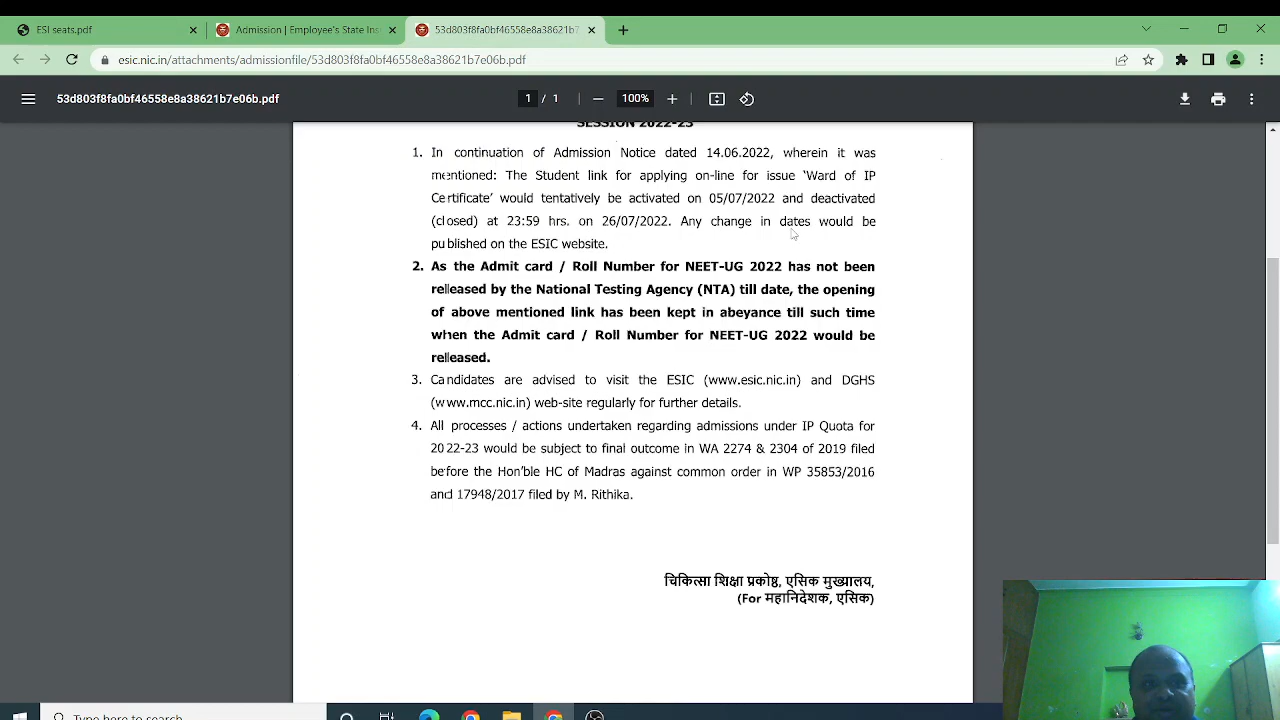 ESI seats.pdf
Admission | Employee's State Ins
53d803f8fa0bf46558e8a38621b7
esic.nic.in/attachments/admissionfile/53d803f8fa0bf46558e8a38621b7e06b.pdf
53d803f8fa0bf46558e8a38621b7e06b.pdf
1 / 1
100%
SESSION 2022-23
1. In continuation of Admission Notice dated 14.06.2022, wherein it was
mentioned: The Student link for applying on-line for issue 'Ward of IP
Certificate' would tentatively be activated on 05/07/2022 and deactivated
(closed) at 23:59 hrs. on 26/07/2022. Any change in dates would be
published on the ESIC website.
2. As the Admit card / Roll Number for NEET-UG 2022 has not been
released by the National Testing Agency (NTA) till date, the opening
of above mentioned link has been kept in abeyance till such time
when the Admit card / Roll Number for NEET-UG 2022 would be
released.
3. Candidates are advised to visit the ESIC (www.esic.nic.in) and DGHS
(www.mcc.nic.in) web-site regularly for further details.
4. All processes / actions undertaken regarding admissions under IP Quota for
2022-23 would be subject to final outcome in WA 2274 & 2304 of 2019 filed
before the Hon'ble HC of Madras against common order in WP 35853/2016
and 17948/2017 filed by M. Rithika.
चिकित्सा शिक्षा प्रकोष्ठ, एसिक मुख्यालय,
(For महानिदेशक, एसिक)
Type here to search